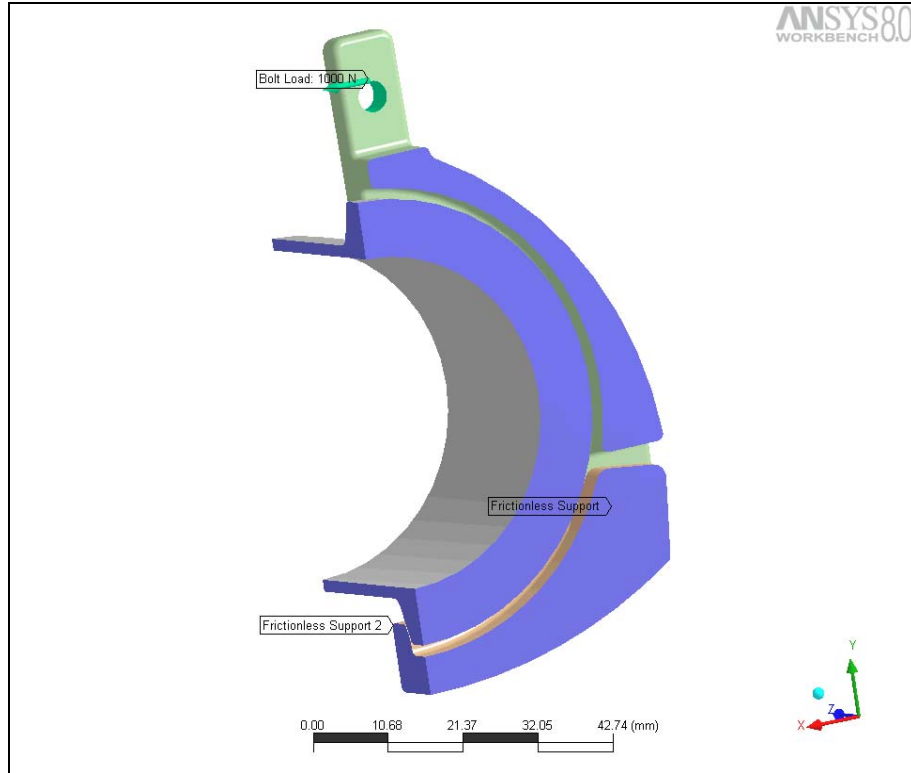 ANSYS 8.0
WORKBENCH
Bolt Load: 1000 N
Frictionless Support
Frictionless Support 2
0.00 10.68 21.37 32.05 42.74 (mm)
Y
Z
X